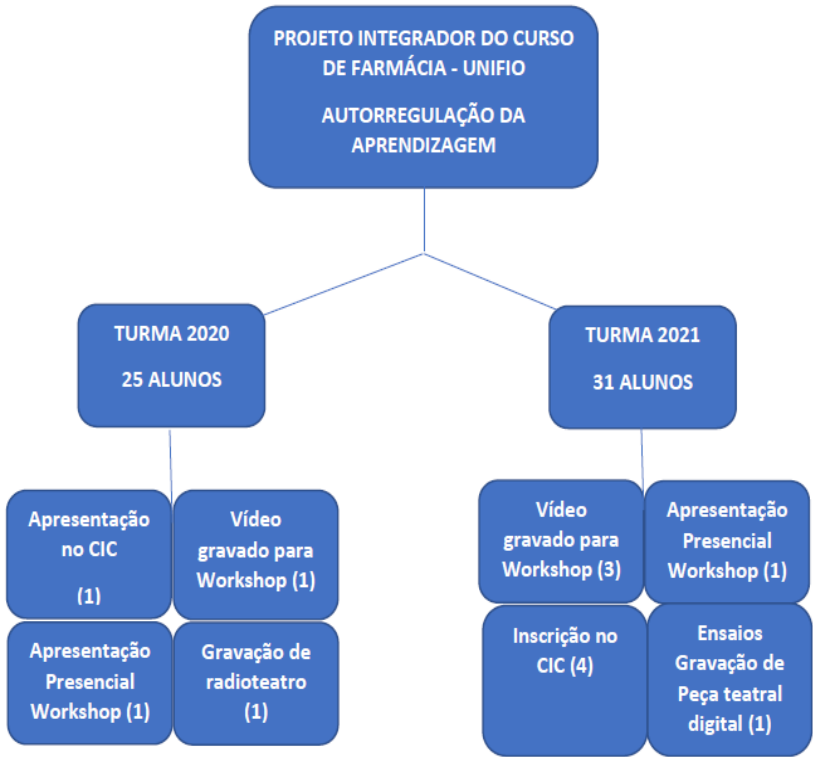 PROJETO INTEGRADOR DO CURSO
DE FARMÁCIA - UNIFIO
AUTORREGULAÇÃO DA
APRENDIZAGEM
TURMA 2020
25 ALUNOS
TURMA 2021
31 ALUNOS
Apresentação
no CIC
(1)
Vídeo
gravado para
Workshop (1)
Apresentação
Presencial
Workshop (1)
Gravação de
radioteatro
(1)
Vídeo
gravado para
Workshop (3)
Apresentação
Presencial
Workshop (1)
Inscrição no
CIC (4)
Ensaios
Gravação de
Peça teatral
digital (1)